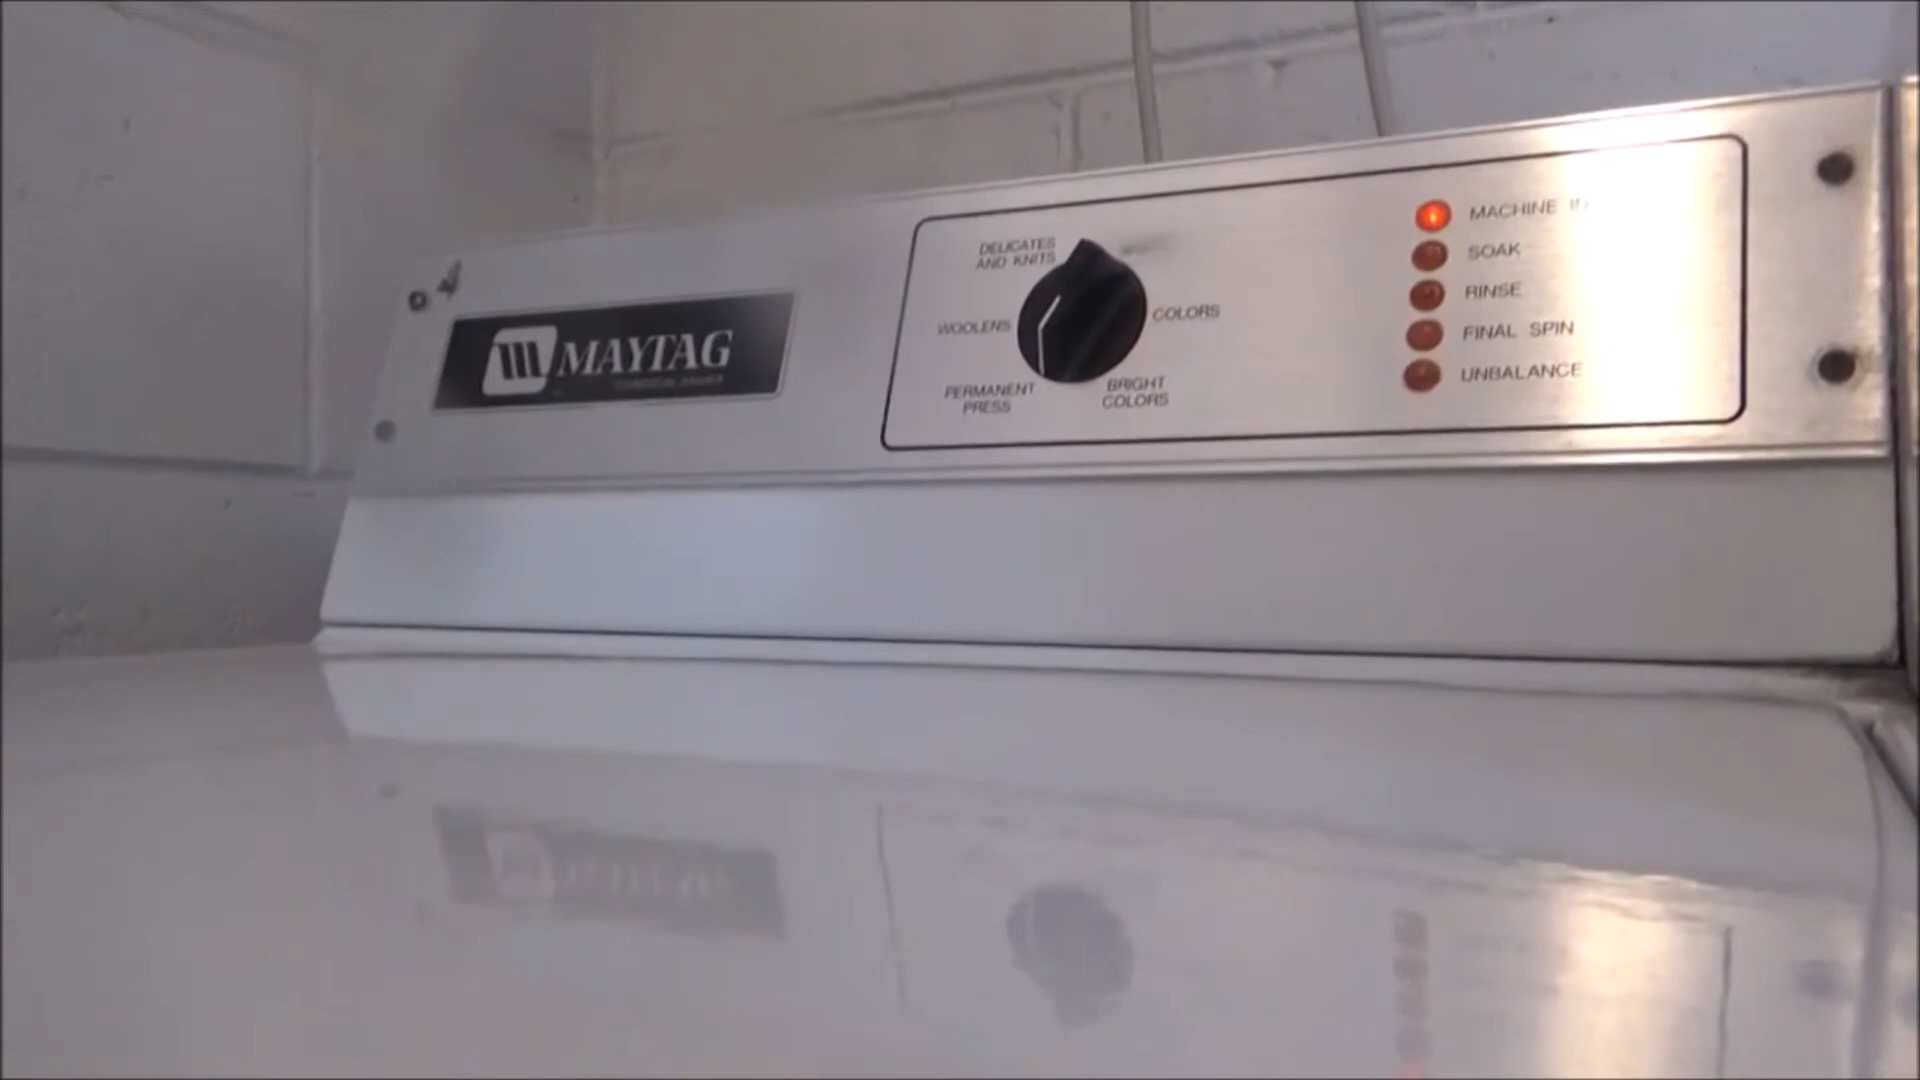 MAYTAG
DELICATES
AND KNITS
WOOLENS
PERMANENT
PRESS
COLORS
BRIGHT
COLORS
MACHINE
SOAK
RINSE
FINAL SPIN
UNBALANCE